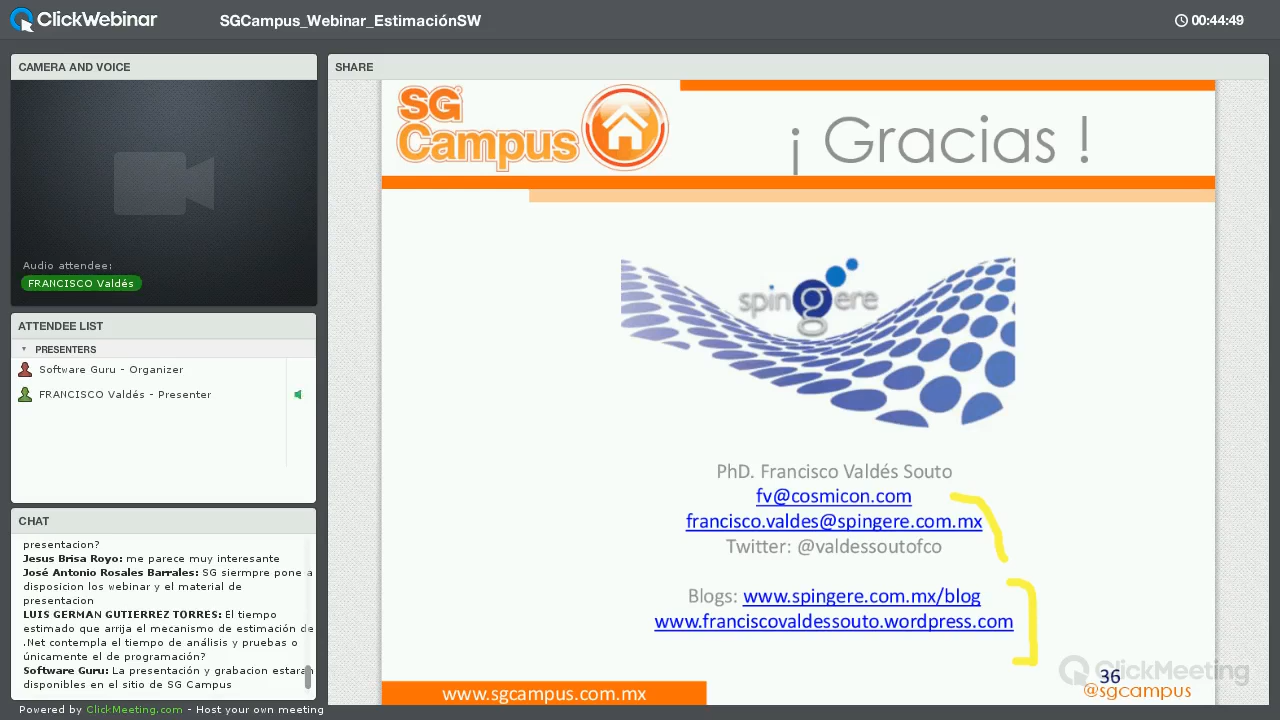 ClickWebinar
SGCampus_Webinar_EstimaciónSW
00:44:49
CAMERA AND VOICE
Audio attendee:
FRANCISCO Valdés
ATTENDEE LIST
PRESENTERS
Software Guru - Organizer
FRANCISCO Valdés - Presenter
CHAT
presentacion?
Jesus Brisa Royo: me parece muy interesante
José Antonio Rosales Barrales: SG siermpre pone a
disposicion los webinar y el material de
presentacion
LUIS GERMAN GUTIERREZ TORRES: El tiempo
estimado que arrija el mecanismo de estimación de
.Net contempla el tiempo de análisis y pruebas o
únicamente el de programación?
Software Guru: La presentación y grabacion estaran
disponibles en el sitio de SG Campus
Powered by ClickMeeting.com - Host your own meeting
SHARE
SG
Campus
¡ Gracias !
spingere
PhD. Francisco Valdés Souto
fv@cosmicon.com
francisco.valdes@spingere.com.mx
Twitter: @valdessoutofco
Blogs: www.spingere.com.mx/blog
www.franciscovaldessouto.wordpress.com
ClickMeeting
36
www.sgcampus.com.mx
@sgcampus